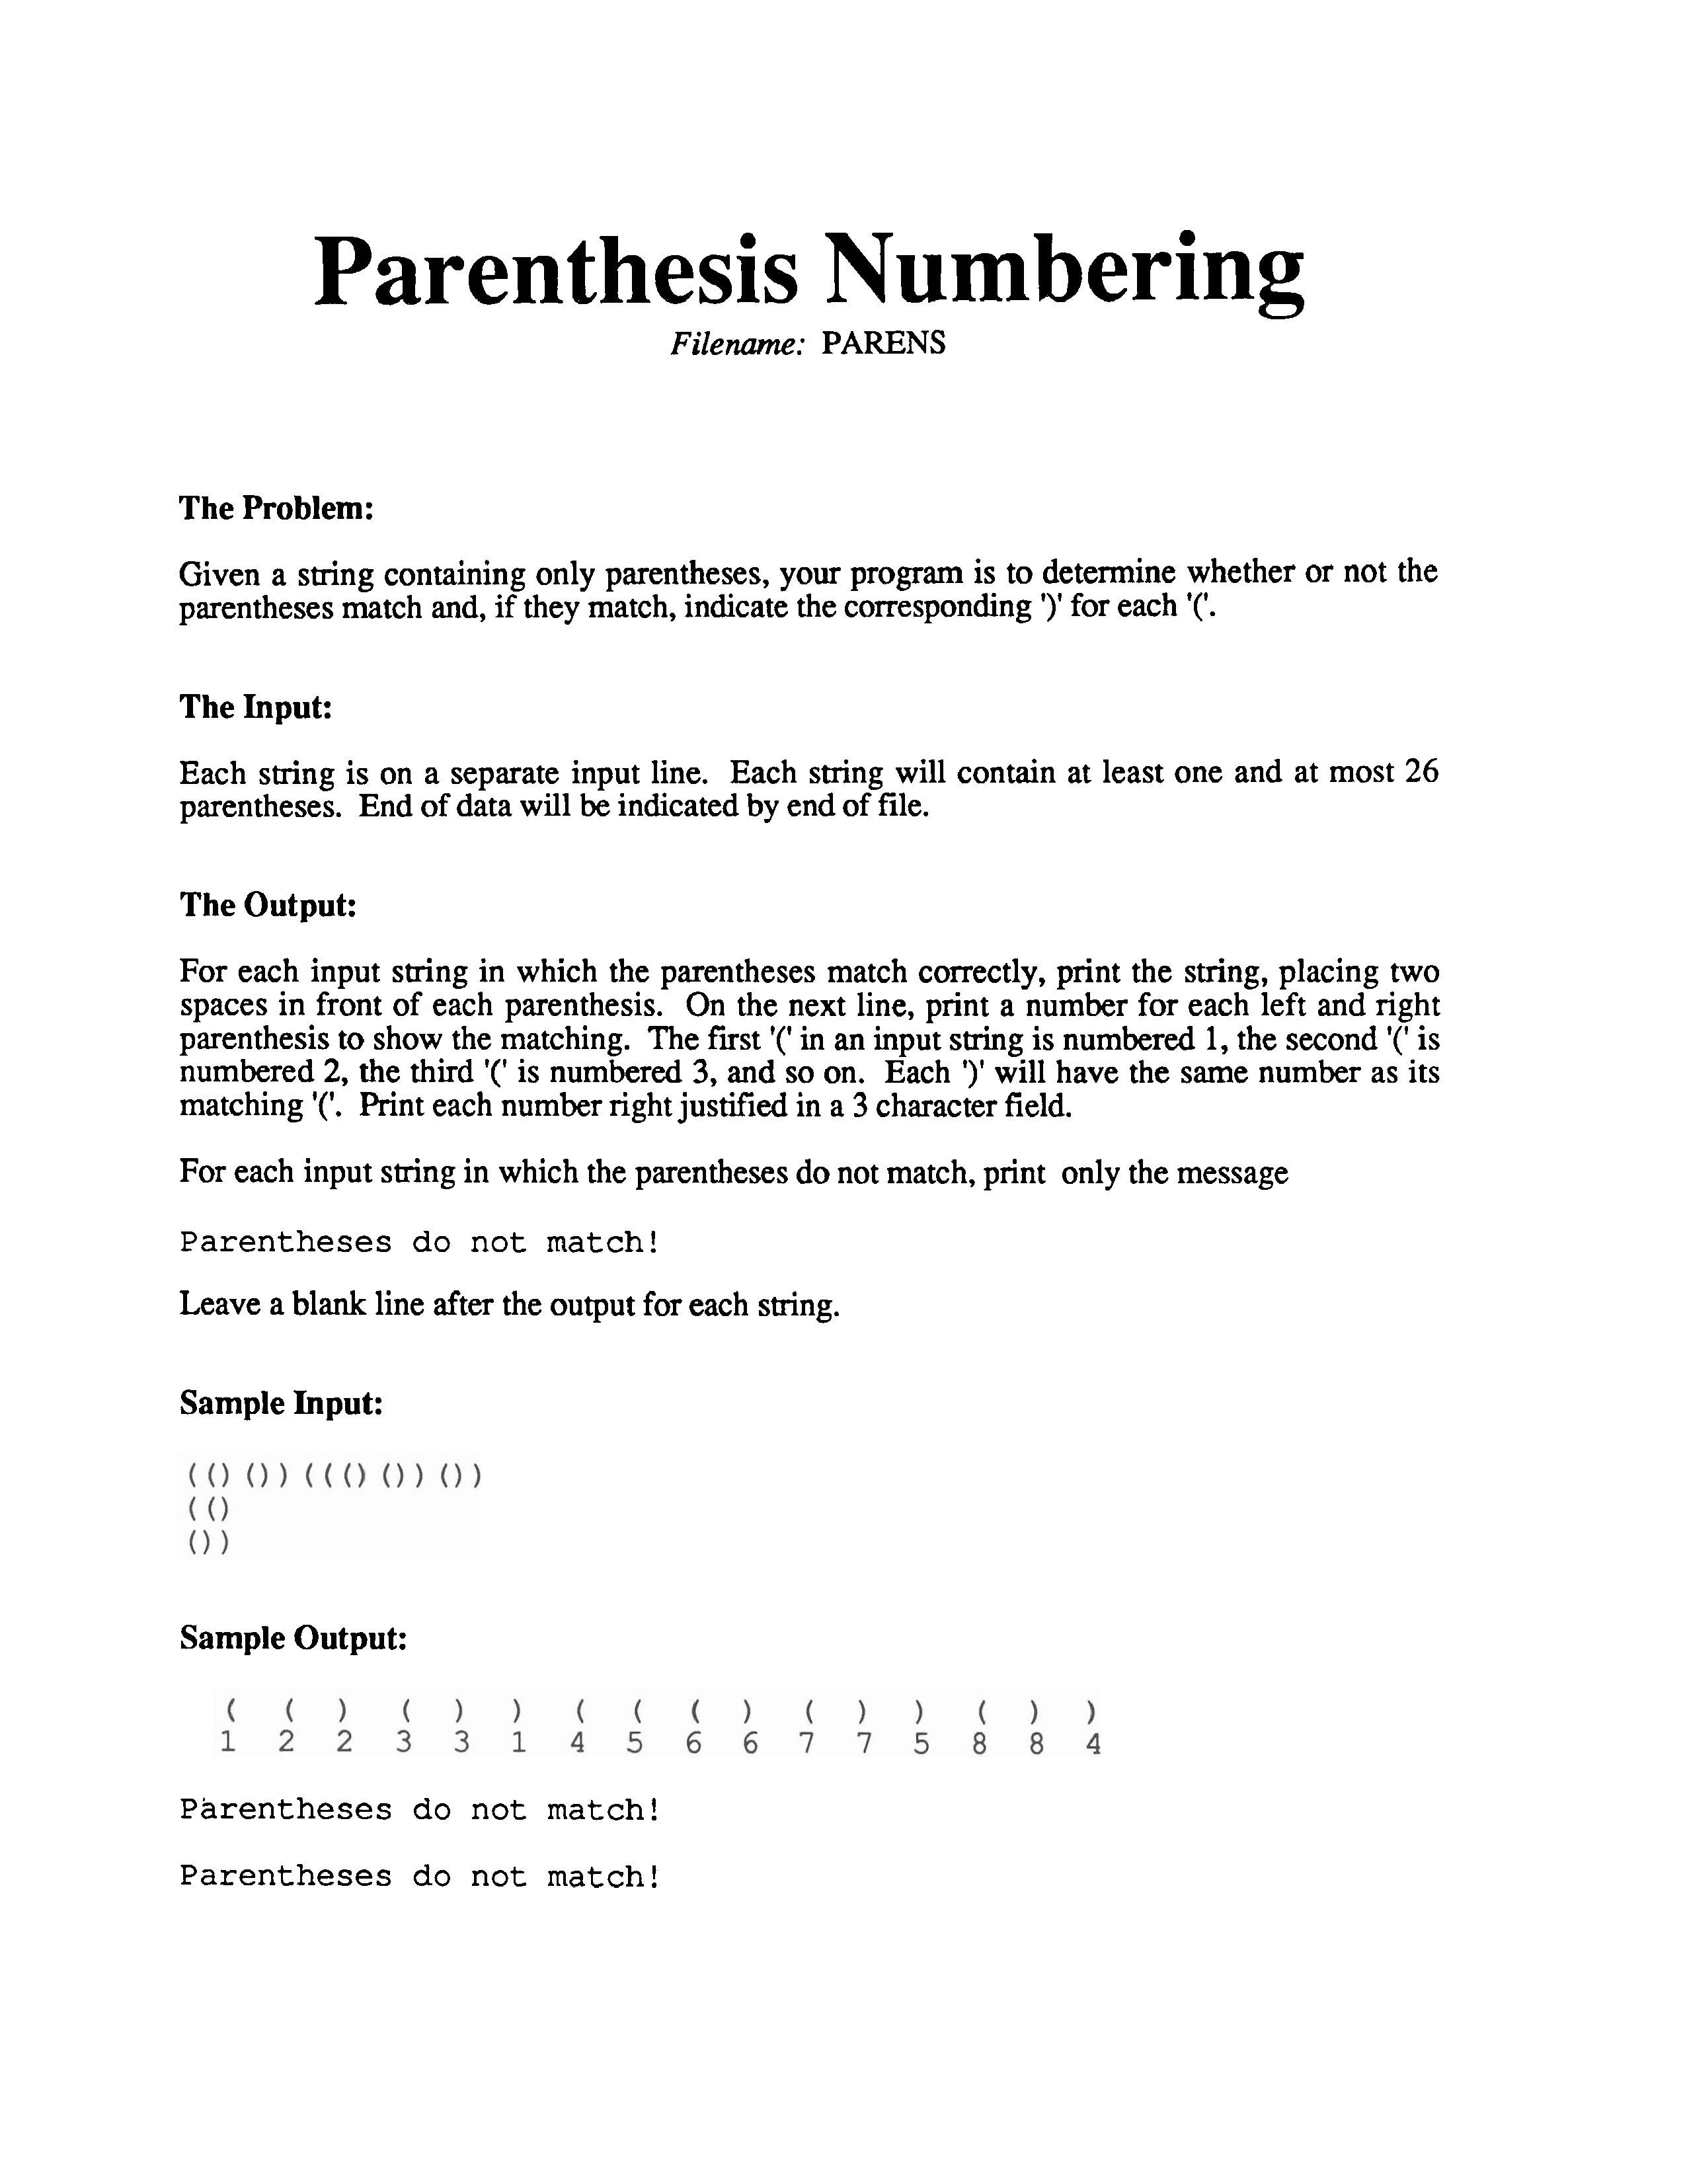 Parenthesis Numbering
Filename: PARENS
The Problem:
Given a string containing only parentheses, your program is to determine whether or not the
parentheses match and, if they match, indicate the corresponding ')' for each '('.
The Input:
Each string is on a separate input line. Each string will contain at least one and at most 26
parentheses. End of data will be indicated by end of file.
The Output:
For each input string in which the parentheses match correctly, print the string, placing two
spaces in front of each parenthesis. On the next line, print a number for each left and right
parenthesis to show the matching. The first '(' in an input string is numbered 1, the second '(' is
numbered 2, the third '(' is numbered 3, and so on. Each ')' will have the same number as its
matching '('. Print each number right justified in a 3 character field.
For each input string in which the parentheses do not match, print only the message
Parentheses do not match!
Leave a blank line after the output for each string.
Sample Input:
(()())((()())())
(()
())
Sample Output:
  (  (  )  (  )  )  (  (  (  )  (  )  )  (  )  )
  1  2  2  3  3  1  4  5  6  6  7  7  5  8  8  4
Parentheses do not match!
Parentheses do not match!